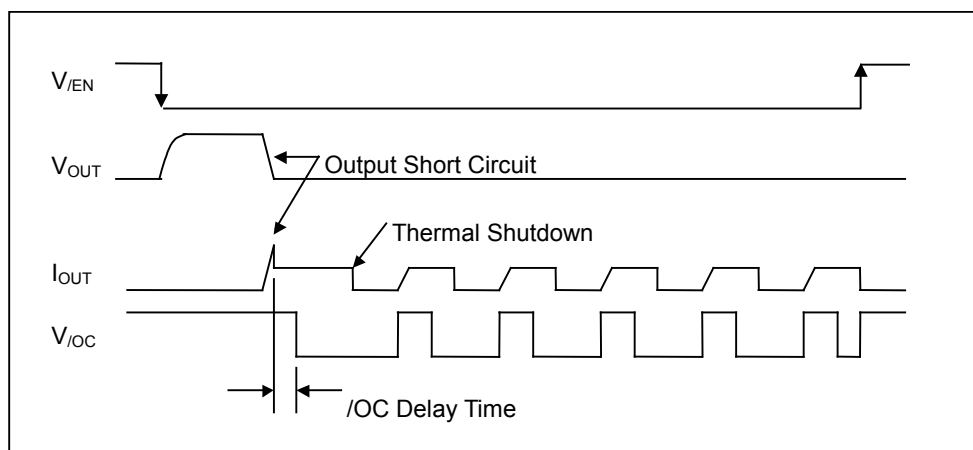 V/EN
VOUT
Output Short Circuit
Thermal Shutdown
IOUT
V/OC
/OC Delay Time